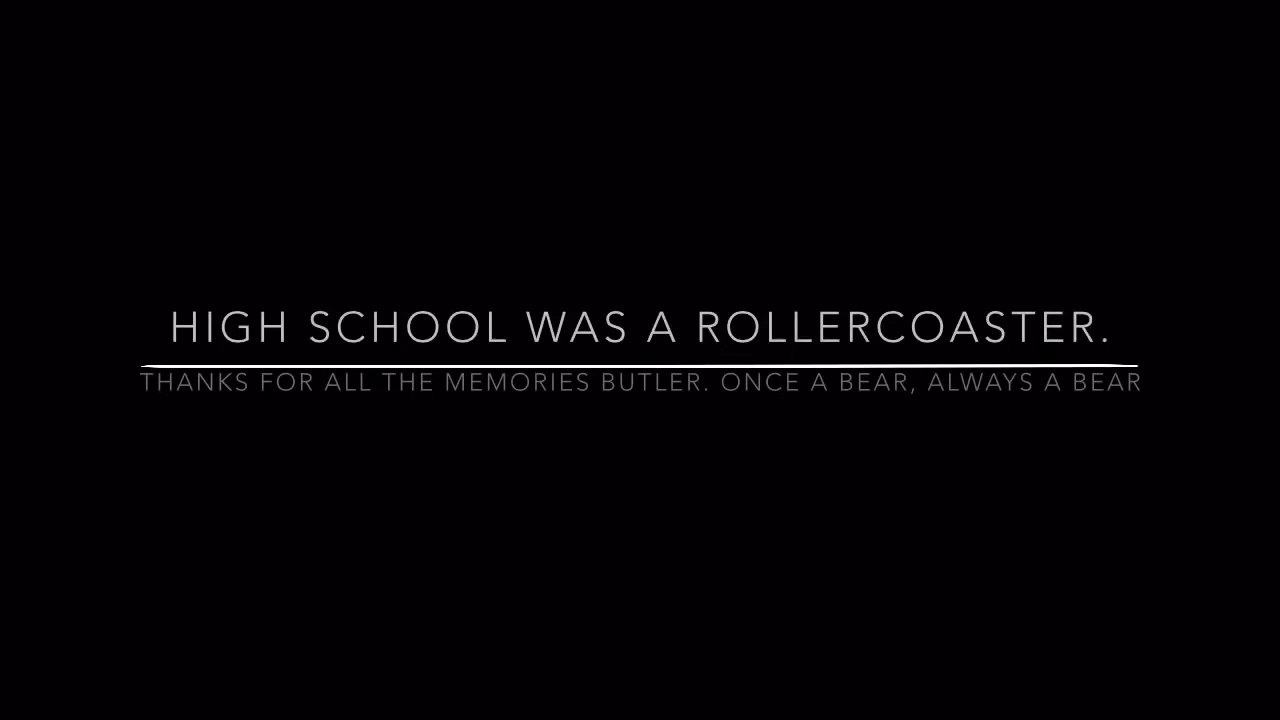 HIGH SCHOOL WAS A ROLLERCOASTER.
THANKS FOR ALL THE MEMORIES BUTLER. ONCE A BEAR, ALWAYS A BEAR